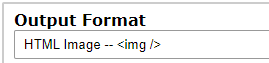 Output Format
HTML Image -- <img />